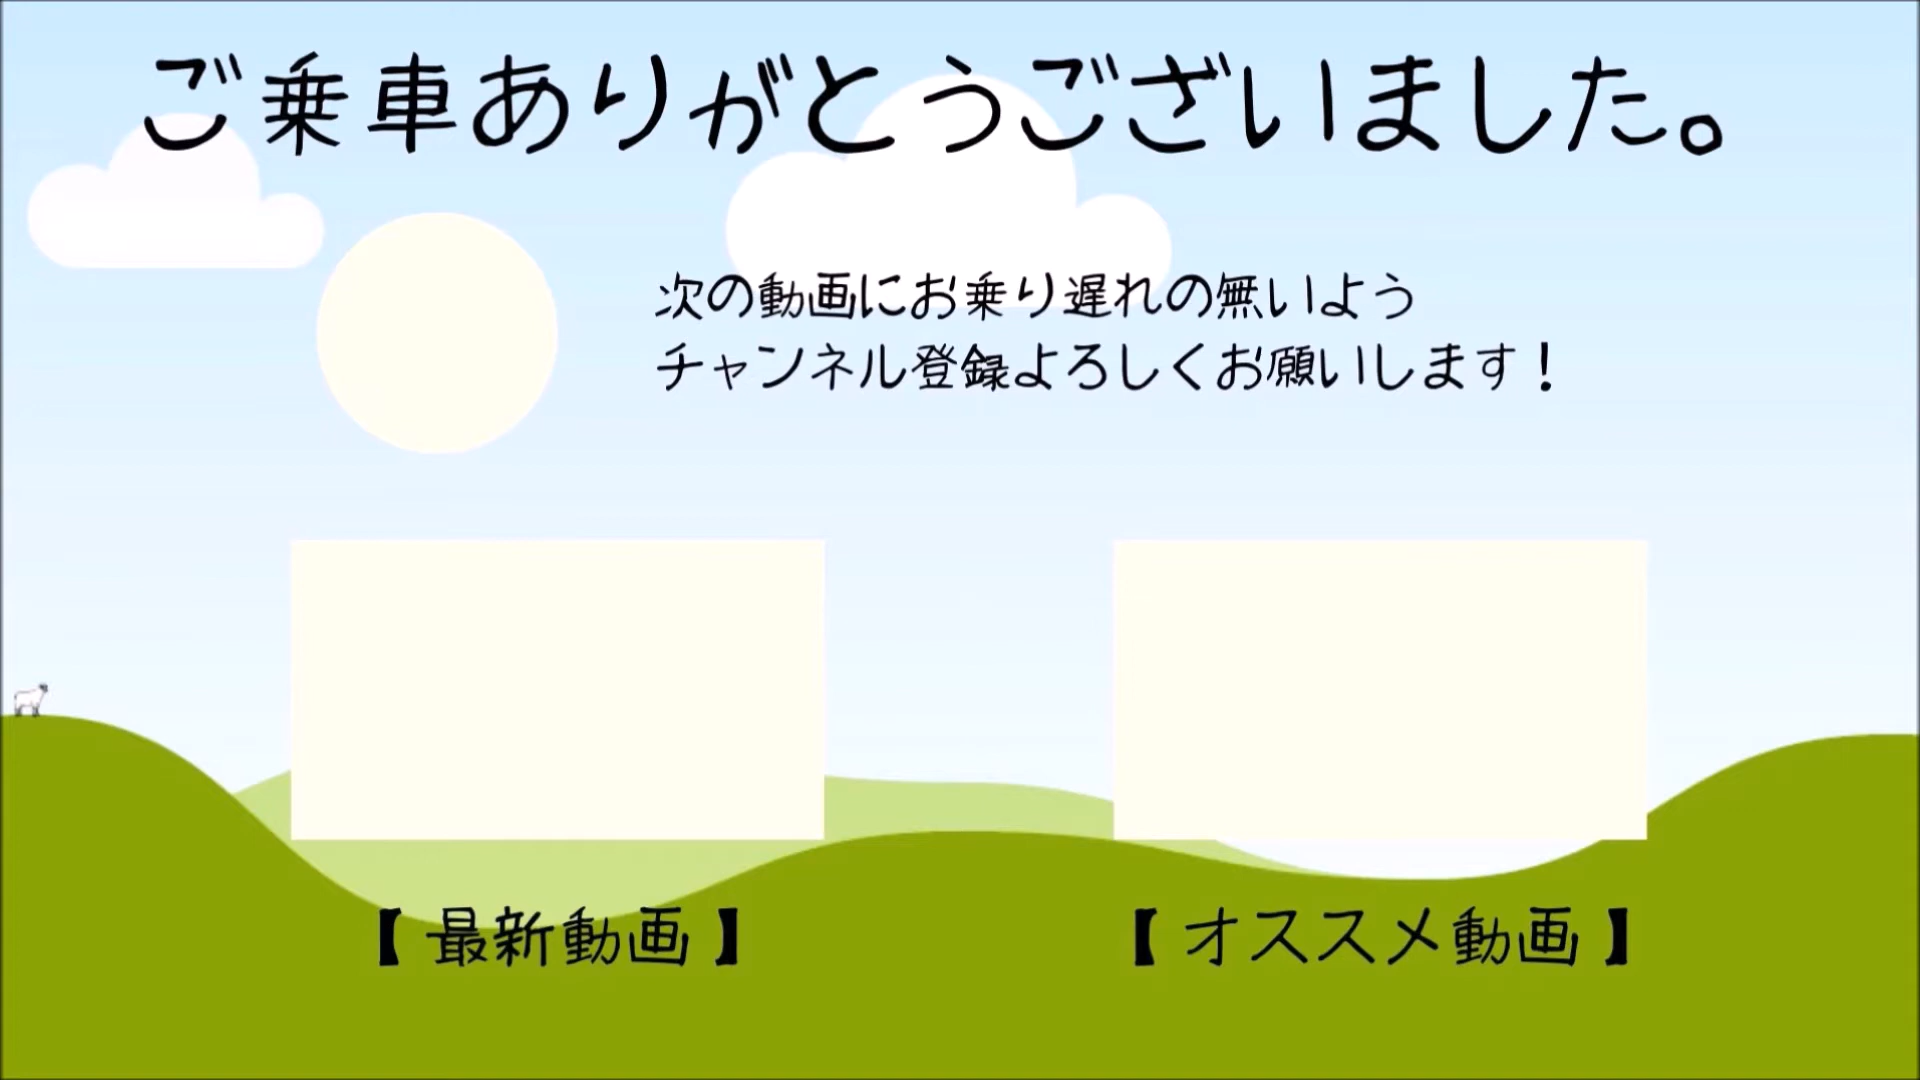 ご乗車ありがとうございました。
次の動画にお乗り遅れの無いよう
チャンネル登録よろしくお願いします！
【最新動画】
【オススメ動画】